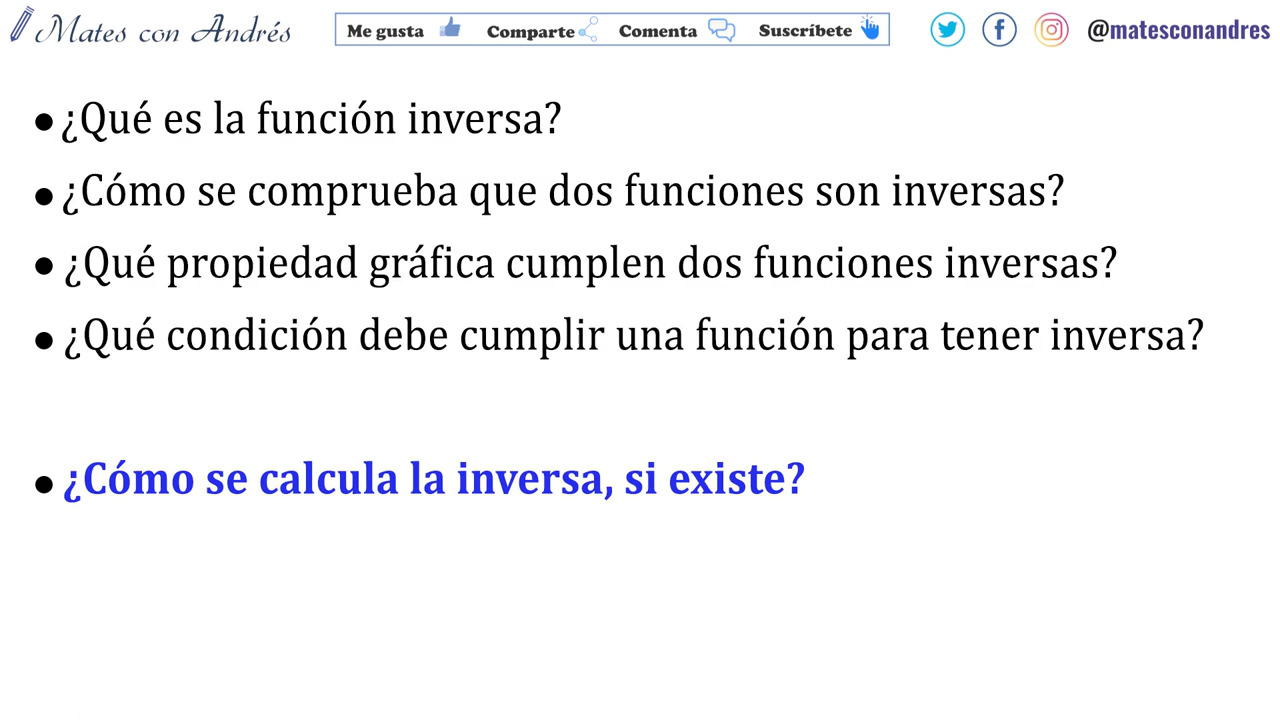 Mates con Andrés
Me gusta Comparte Comenta Suscríbete
@matesconandres
•¿Qué es la función inversa?
•¿Cómo se comprueba que dos funciones son inversas?
•¿Qué propiedad gráfica cumplen dos funciones inversas?
•¿Qué condición debe cumplir una función para tener inversa?
•¿Cómo se calcula la inversa, si existe?